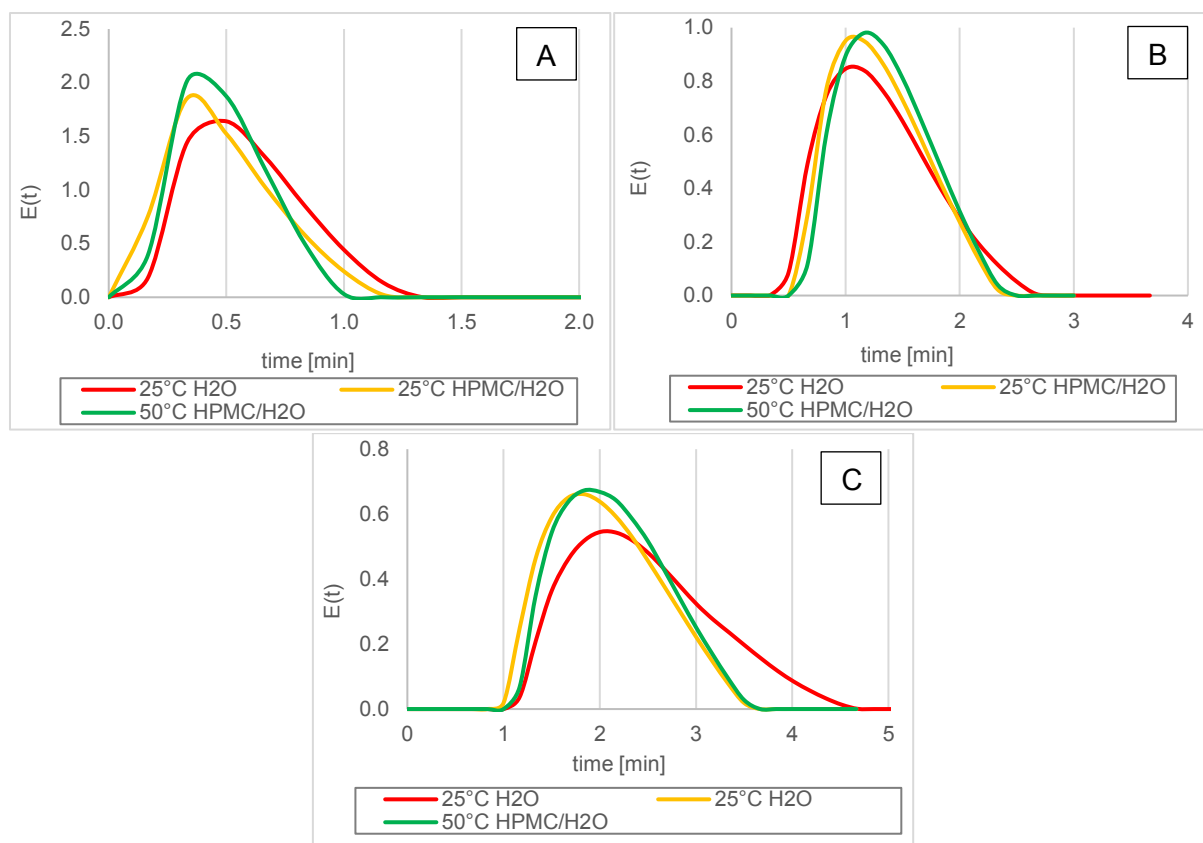 A
2.5
2.0
1.5
1.0
0.5
0.0
E(t)
0.0 0.5 1.0 1.5 2.0
time [min]
25°C H2O 25°C HPMC/H2O
50°C HPMC/H2O
B
1.0
0.8
0.6
0.4
0.2
0.0
E(t)
0 1 2 3 4
time [min]
25°C H2O 25°C HPMC/H2O
50°C HPMC/H2O
C
0.8
0.6
0.4
0.2
0.0
E(t)
0 1 2 3 4 5
time [min]
25°C H2O 25°C H2O
50°C HPMC/H2O